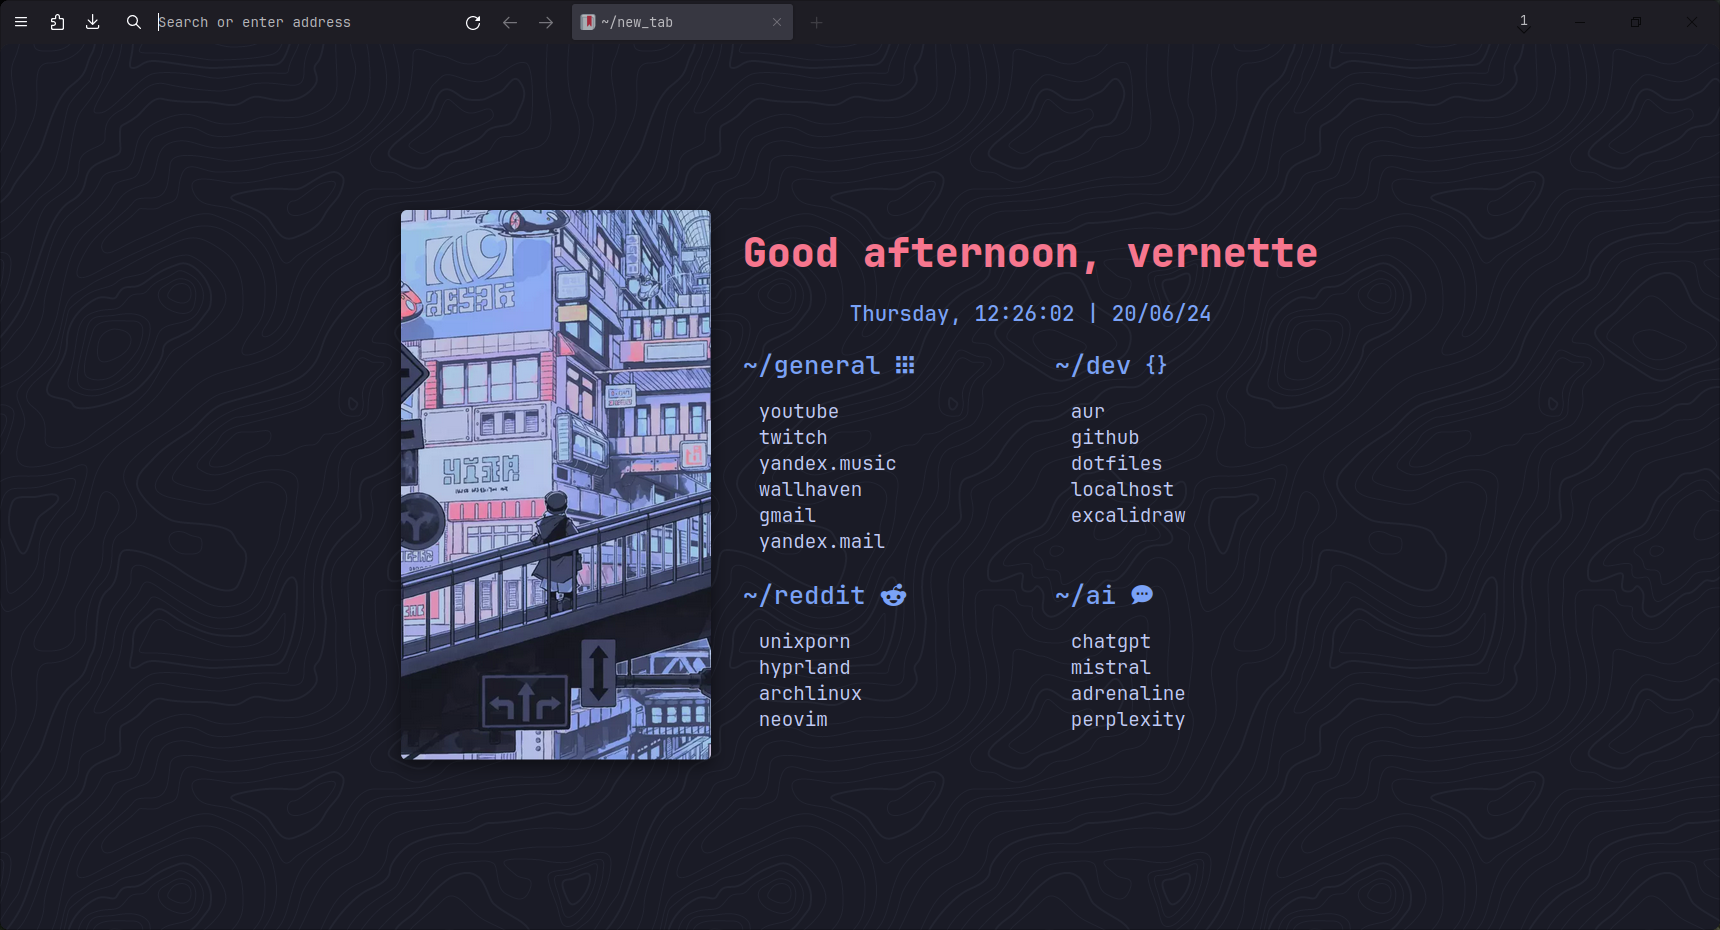 Search or enter address
~/new_tab
1
Good afternoon, vernette
Thursday, 12:26:02 | 20/06/24
~/general
youtube
twitch
yandex.music
wallhaven
gmail
yandex.mail
~/dev {}
aur
github
dotfiles
localhost
excalidraw
~/reddit
unixporn
hyprland
archlinux
neovim
~/ai
chatgpt
mistral
adrenaline
perplexity